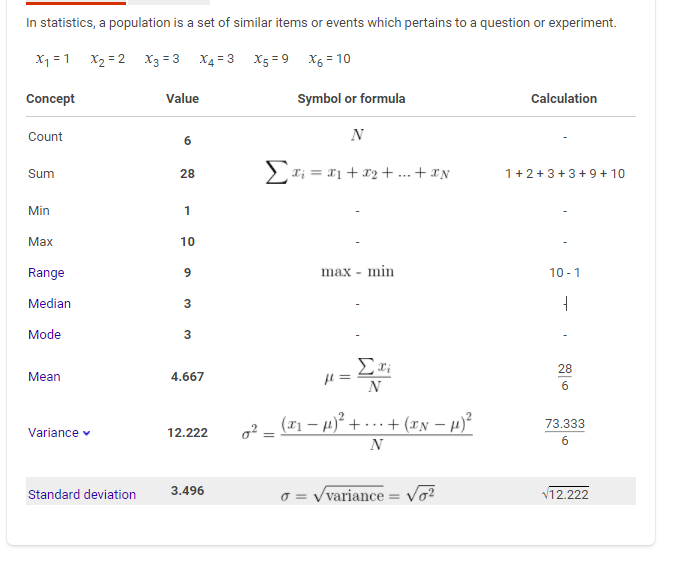 In statistics, a population is a set of similar items or events which pertains to a question or experiment.
x₁ = 1 x₂ = 2 x₃ = 3 x₄ = 3 x₅ = 9 x₆ = 10
Concept Value Symbol or formula Calculation
Count 6 N -
Sum 28 ∑ xᵢ = x₁ + x₂ + ... + x_N 1 + 2 + 3 + 3 + 9 + 10
Min 1 - -
Max 10 - -
Range 9 max - min 10 - 1
Median 3 - -
Mode 3 - -
Mean 4.667 μ = ∑ xᵢ / N 28 / 6
Variance 12.222 σ² = (x₁ − μ)² + ⋯ + (x_N − μ)² / N 73.333 / 6
Standard deviation 3.496 σ = √variance = √σ² √12.222